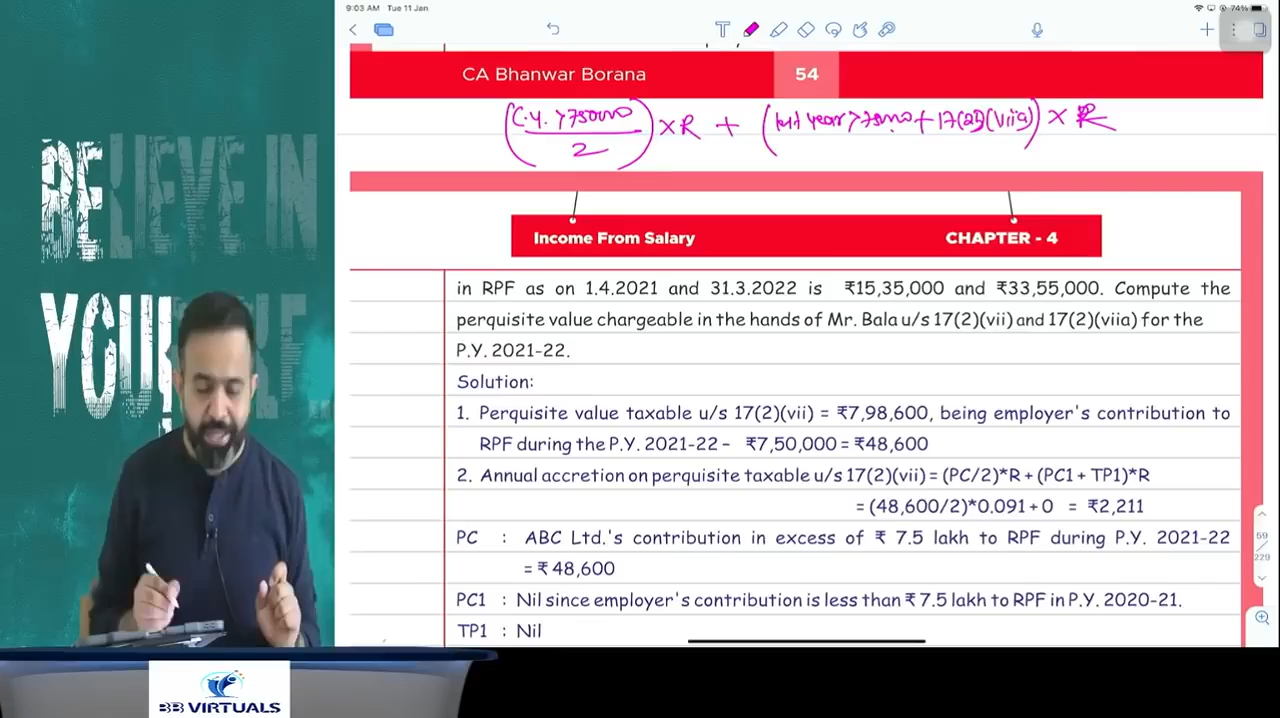 9:03 AM Tue 11 Jan
74%
CA Bhanwar Borana 54
(C.Y. >750000 / 2) × R + (last year >750000 + 17(2)(viia)) × R
Income From Salary CHAPTER - 4
in RPF as on 1.4.2021 and 31.3.2022 is ₹15,35,000 and ₹33,55,000. Compute the
perquisite value chargeable in the hands of Mr. Bala u/s 17(2)(vii) and 17(2)(viia) for the
P.Y. 2021-22.
Solution:
1. Perquisite value taxable u/s 17(2)(vii) = ₹7,98,600, being employer's contribution to
RPF during the P.Y. 2021-22 – ₹7,50,000 = ₹48,600
2. Annual accretion on perquisite taxable u/s 17(2)(vii) = (PC/2)*R + (PC1 + TP1)*R
= (48,600/2)*0.091 + 0 = ₹2,211
PC : ABC Ltd.'s contribution in excess of ₹ 7.5 lakh to RPF during P.Y. 2021-22
= ₹ 48,600
PC1 : Nil since employer's contribution is less than ₹ 7.5 lakh to RPF in P.Y. 2020-21.
TP1 : Nil
59
229
BELIEVE IN
YOURSELF
BB VIRTUALS